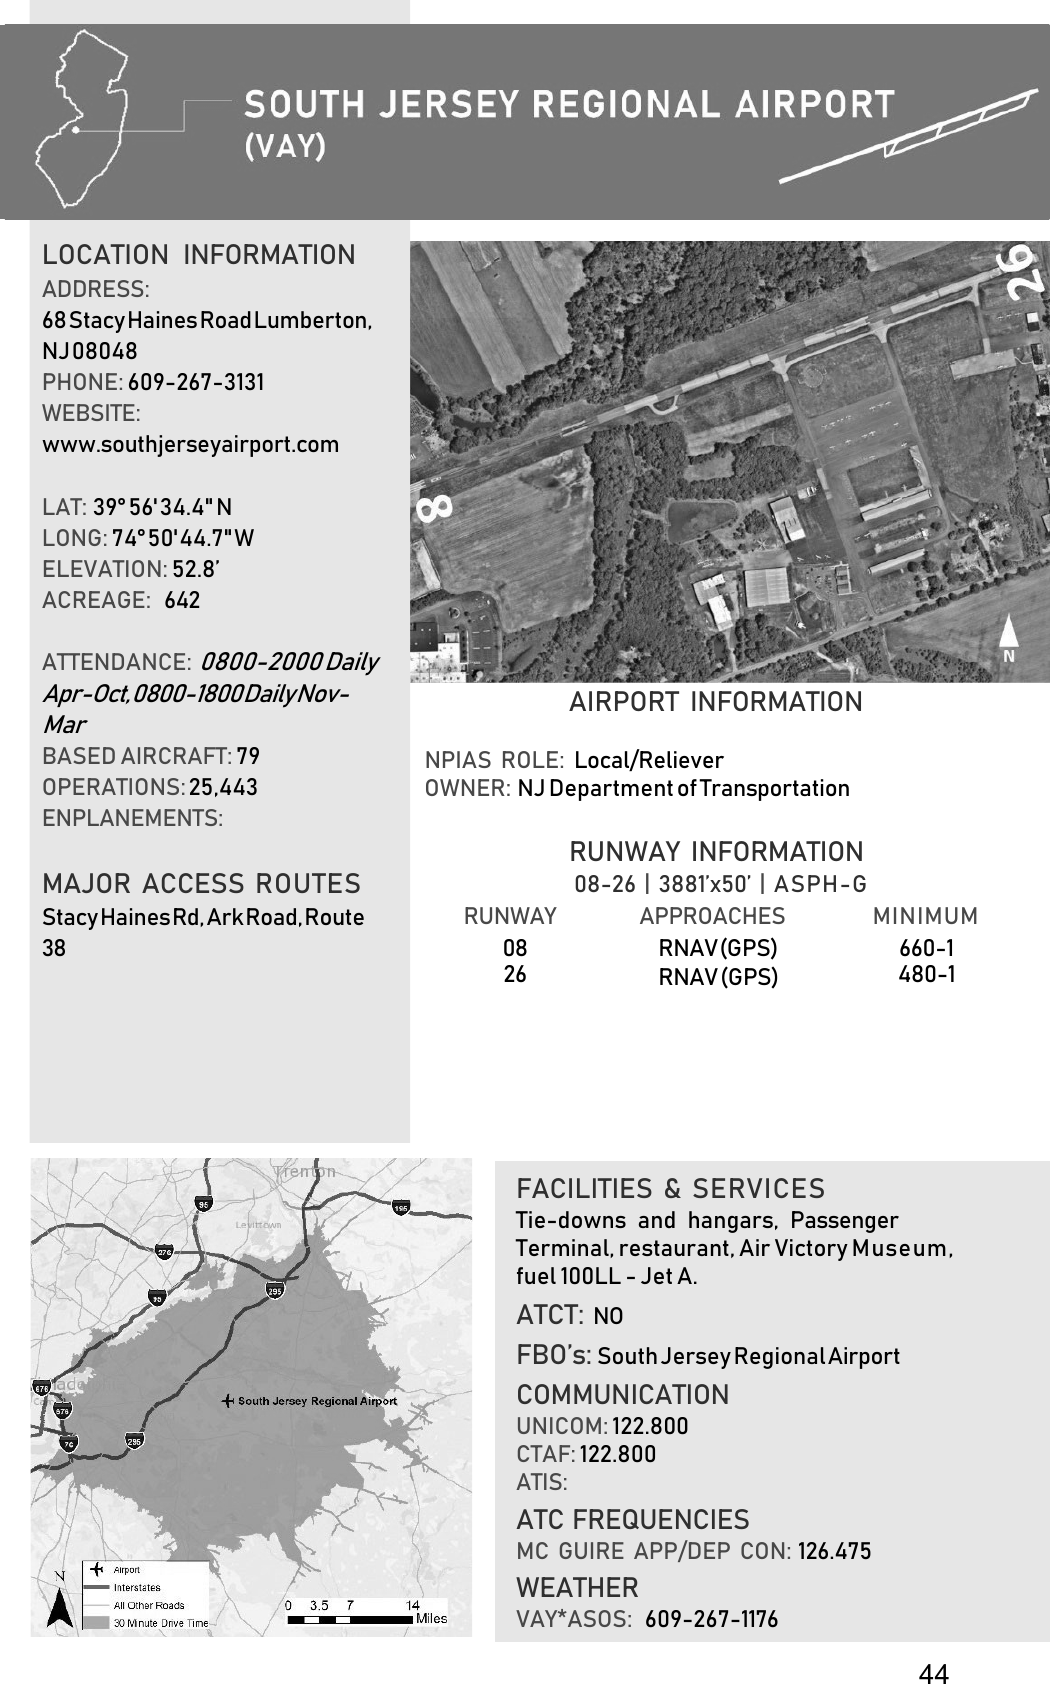 SOUTH JERSEY REGIONAL AIRPORT
(VAY)
LOCATION INFORMATION
ADDRESS:
68 Stacy Haines Road Lumberton,
NJ 08048
PHONE: 609-267-3131
WEBSITE:
www.southjerseyairport.com
LAT: 39° 56' 34.4" N
LONG: 74° 50' 44.7" W
ELEVATION: 52.8’
ACREAGE: 642
ATTENDANCE: 0800-2000 Daily
Apr-Oct, 0800-1800 Daily Nov-
Mar
BASED AIRCRAFT: 79
OPERATIONS: 25,443
ENPLANEMENTS:
MAJOR ACCESS ROUTES
Stacy Haines Rd, Ark Road, Route
38
26
8
N
AIRPORT INFORMATION
NPIAS ROLE: Local/Reliever
OWNER: NJ Department of Transportation
RUNWAY INFORMATION
08-26 | 3881’x50’ | ASPH-G
RUNWAY APPROACHES MINIMUM
08 RNAV (GPS) 660-1
26 RNAV (GPS) 480-1
Trenton
95
195
Levittown
276
295
95
676
676
76
295
South Jersey Regional Airport
N
Airport
Interstates
All Other Roads
30 Minute Drive Time
0 3.5 7 14
Miles
FACILITIES & SERVICES
Tie-downs and hangars, Passenger
Terminal, restaurant, Air Victory Museum,
fuel 100LL - Jet A.
ATCT: NO
FBO’s: South Jersey Regional Airport
COMMUNICATION
UNICOM: 122.800
CTAF: 122.800
ATIS:
ATC FREQUENCIES
MC GUIRE APP/DEP CON: 126.475
WEATHER
VAY*ASOS: 609-267-1176
44